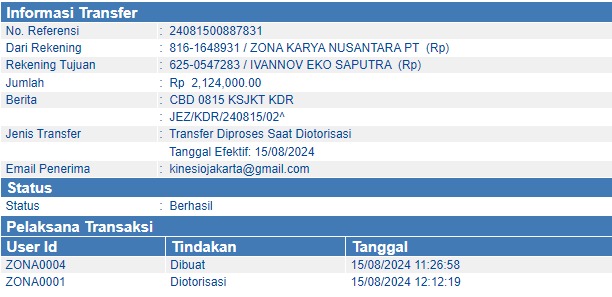 Informasi Transfer
No. Referensi : 24081500887831
Dari Rekening : 816-1648931 / ZONA KARYA NUSANTARA PT (Rp)
Rekening Tujuan : 625-0547283 / IVANNOV EKO SAPUTRA (Rp)
Jumlah : Rp 2,124,000.00
Berita : CBD 0815 KSJKT KDR
: JEZ/KDR/240815/02^
Jenis Transfer : Transfer Diproses Saat Diotorisasi
Tanggal Efektif: 15/08/2024
Email Penerima : kinesiojakarta@gmail.com
Status
Status : Berhasil
Pelaksana Transaksi
User Id Tindakan Tanggal
ZONA0004 Dibuat 15/08/2024 11:26:58
ZONA0001 Diotorisasi 15/08/2024 12:12:19